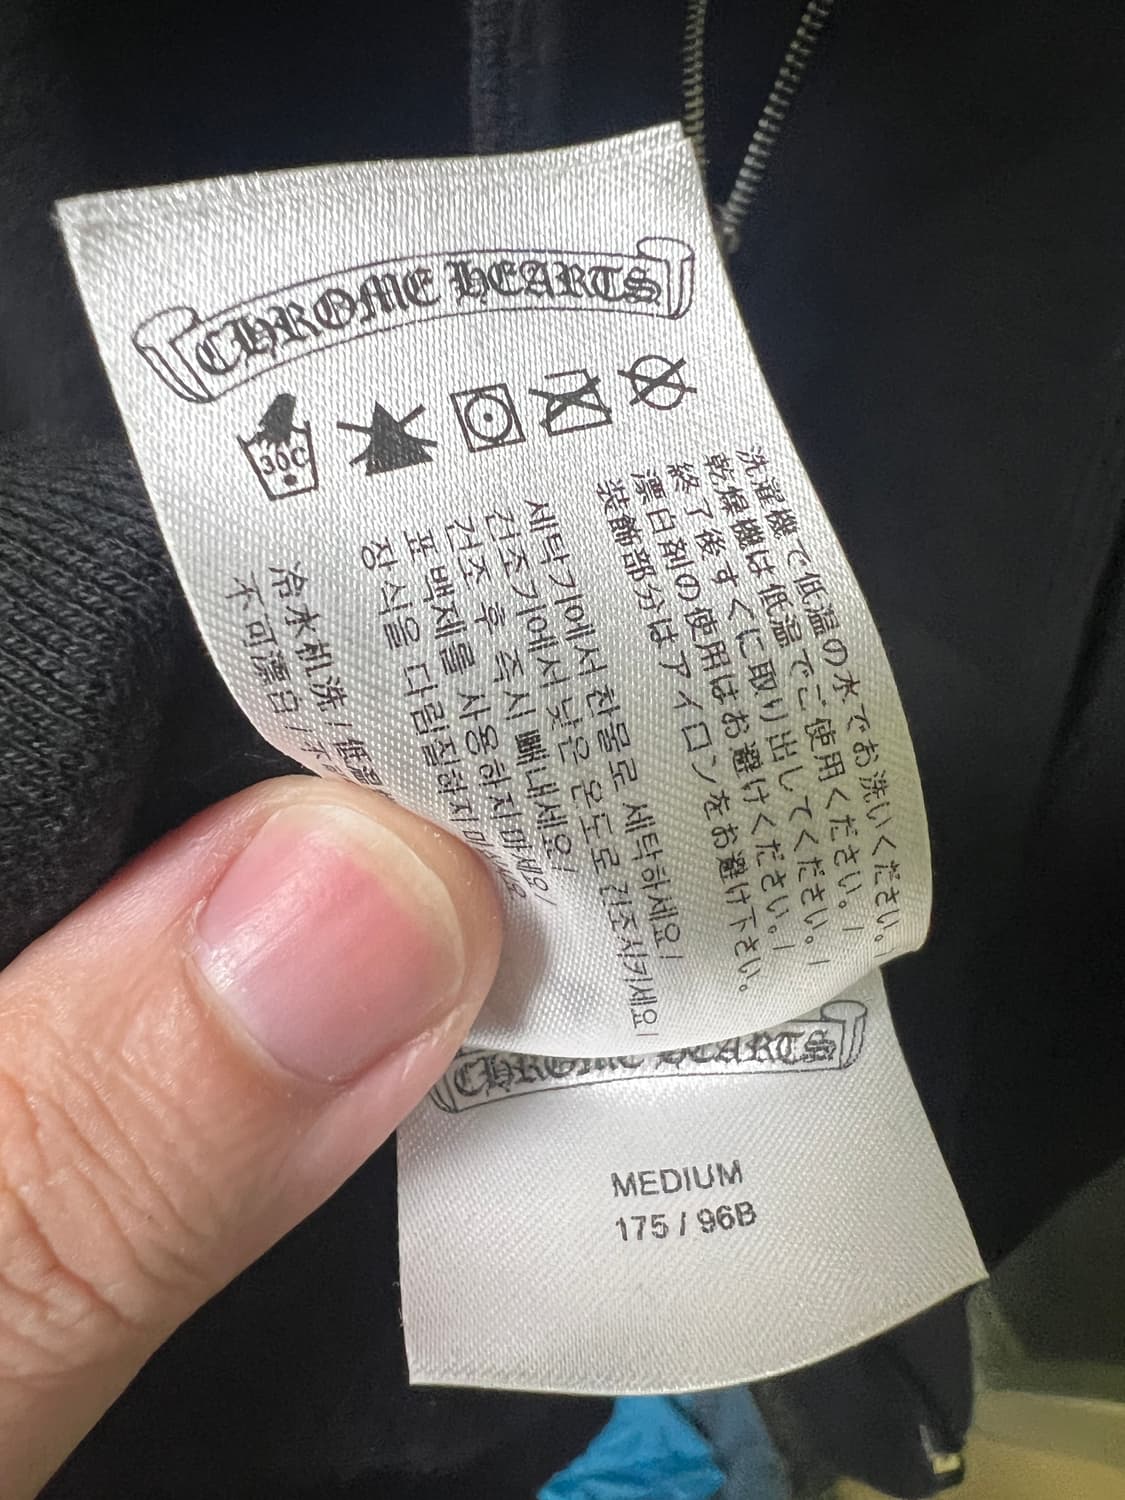 CHROME HEARTS
30C
洗濯機で低温の水でお洗いください。/
乾燥機は低温でご使用ください。/
終了後すぐに取り出してください。/
漂白剤の使用はお避けください。/
装飾部分はアイロンをお避け下さい。
세탁기에서 찬물로 세탁하세요/
건조기에서 낮은 온도로 건조시키세요/
건조 후 즉시 빼내세요/
표백제를 사용하지마세요/
장식을 다림질하지
冷水机洗/低温
不可漂白/
CHROME HEARTS
MEDIUM
175 / 96B